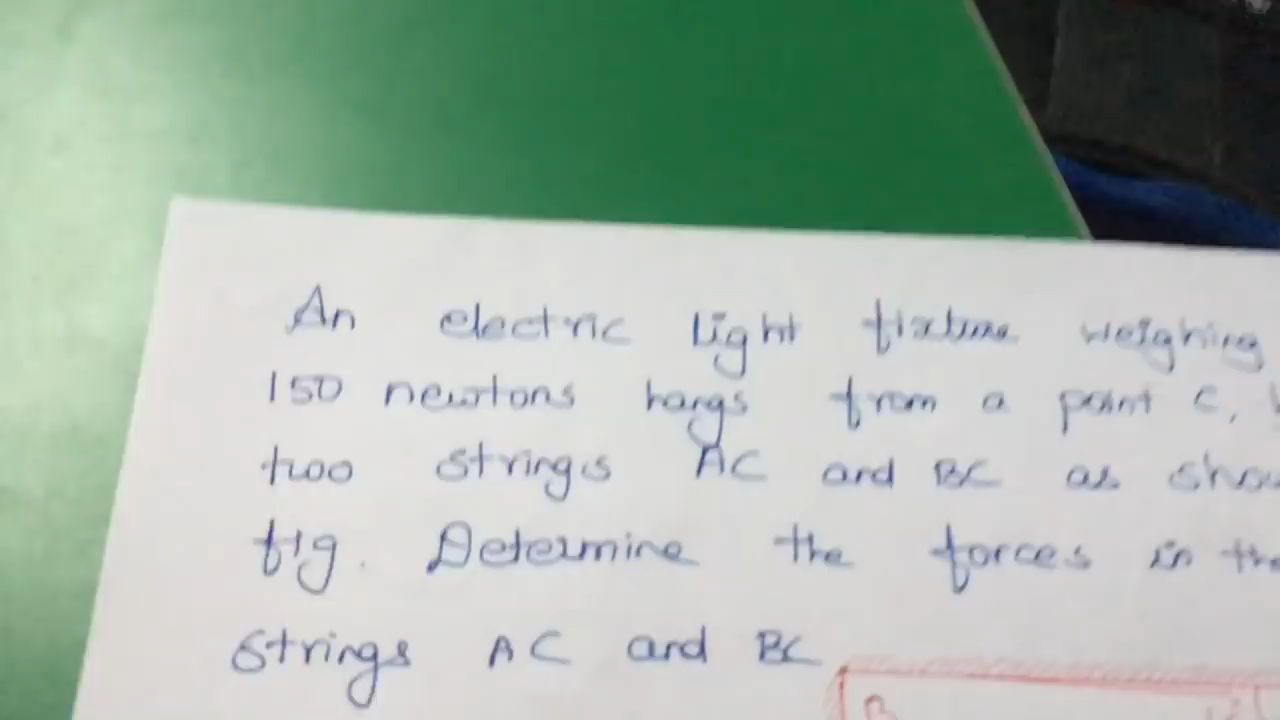 An electric light fixture weighing
150 newtons hangs from a point C,
two strings AC and BC as
fig. Determine the forces in
strings AC and BC
B